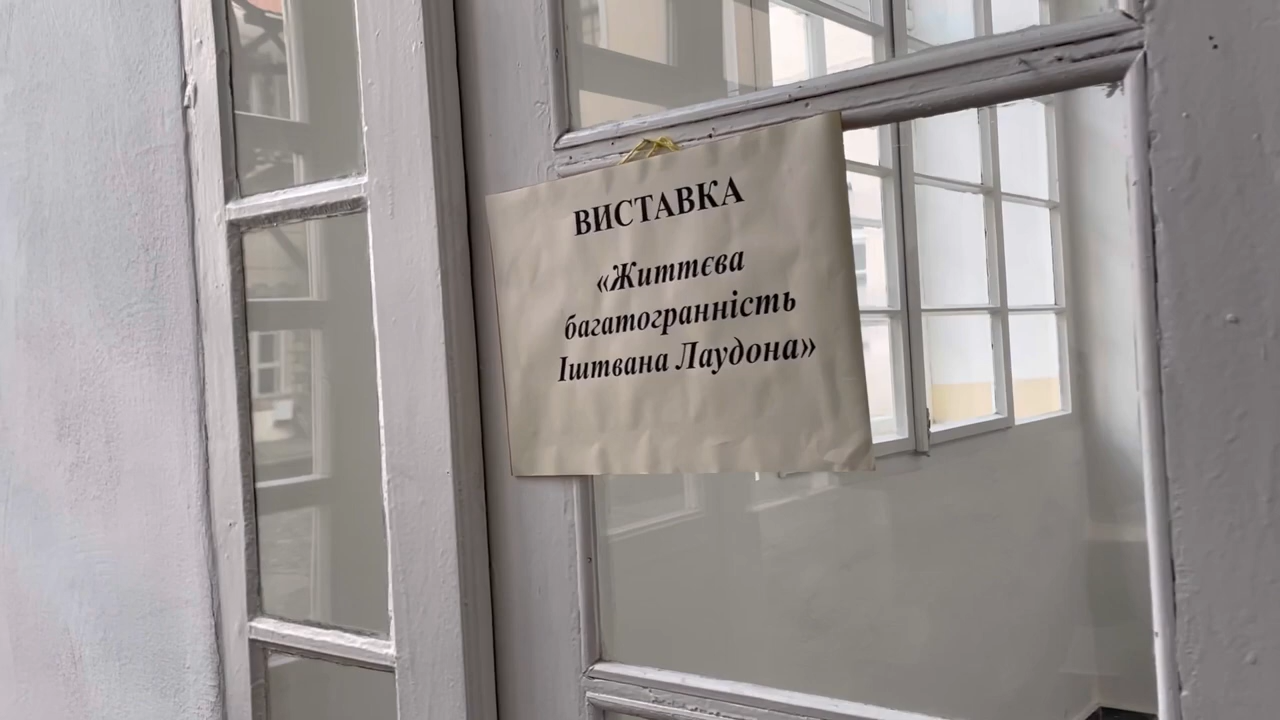 ВИСТАВКА
«Життєва
багатогранність
Іштвана Лаудона»